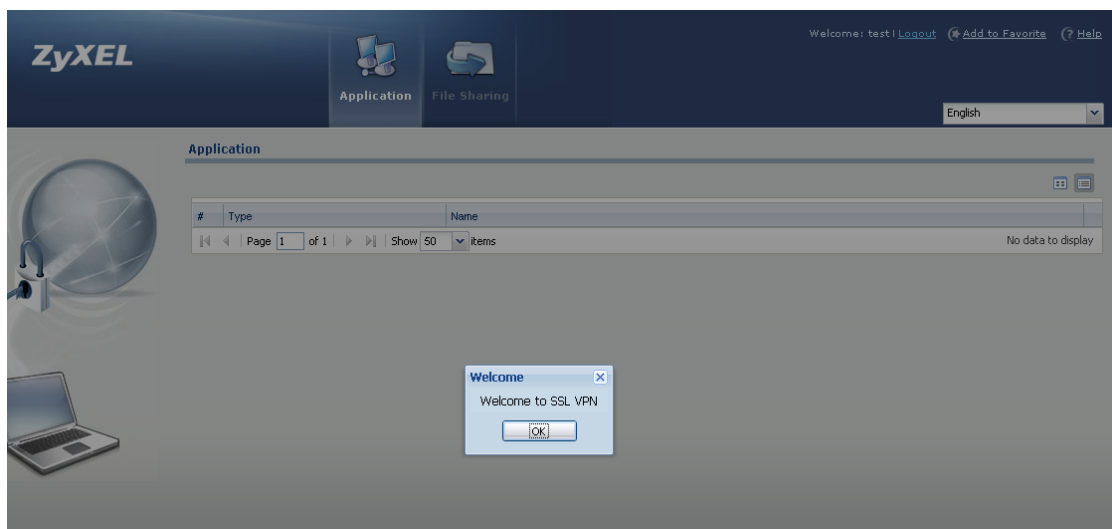 ZyXEL
Welcome: test | Logout Add to Favorite ? Help
Application File Sharing
English
Application
# Type Name
Page 1 of 1 Show 50 items No data to display
Welcome
Welcome to SSL VPN
OK